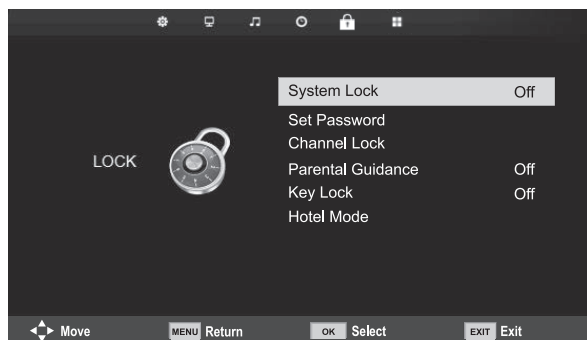 System Lock Off
Set Password
Channel Lock
LOCK
Parental Guidance Off
Key Lock Off
Hotel Mode
Move MENU Return OK Select EXIT Exit